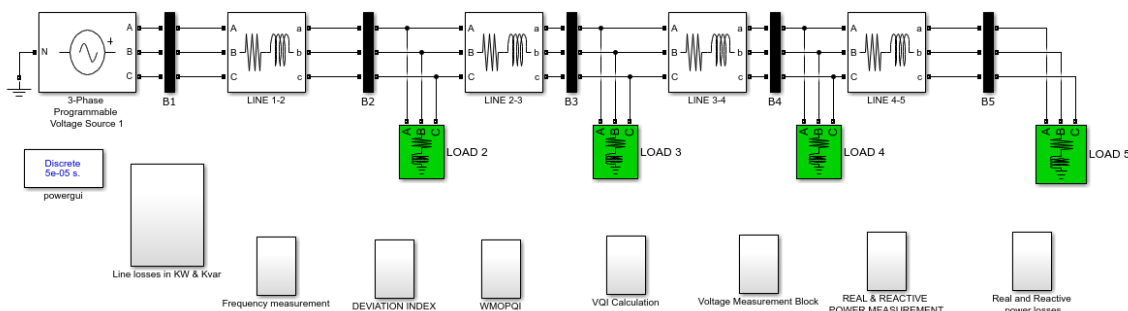 N
+
A
B
C
3-Phase
Programmable
Voltage Source 1
B1
A
B
C
LINE 1-2
B2
A
B
C
a
b
c
LINE 2-3
B3
A
B
C
a
b
c
LINE 3-4
B4
A
B
C
a
b
c
LINE 4-5
B5
A B C
LOAD 2
A B C
LOAD 3
A B C
LOAD 4
A B C
LOAD 5
Discrete
5e-05 s.
powergui
Line losses in KW & Kvar
Frequency measurement
DEVIATION INDEX
WMOPQI
VQI Calculation
Voltage Measurement Block
REAL & REACTIVE
POWER MEASUREMENT
Real and Reactive
power losses